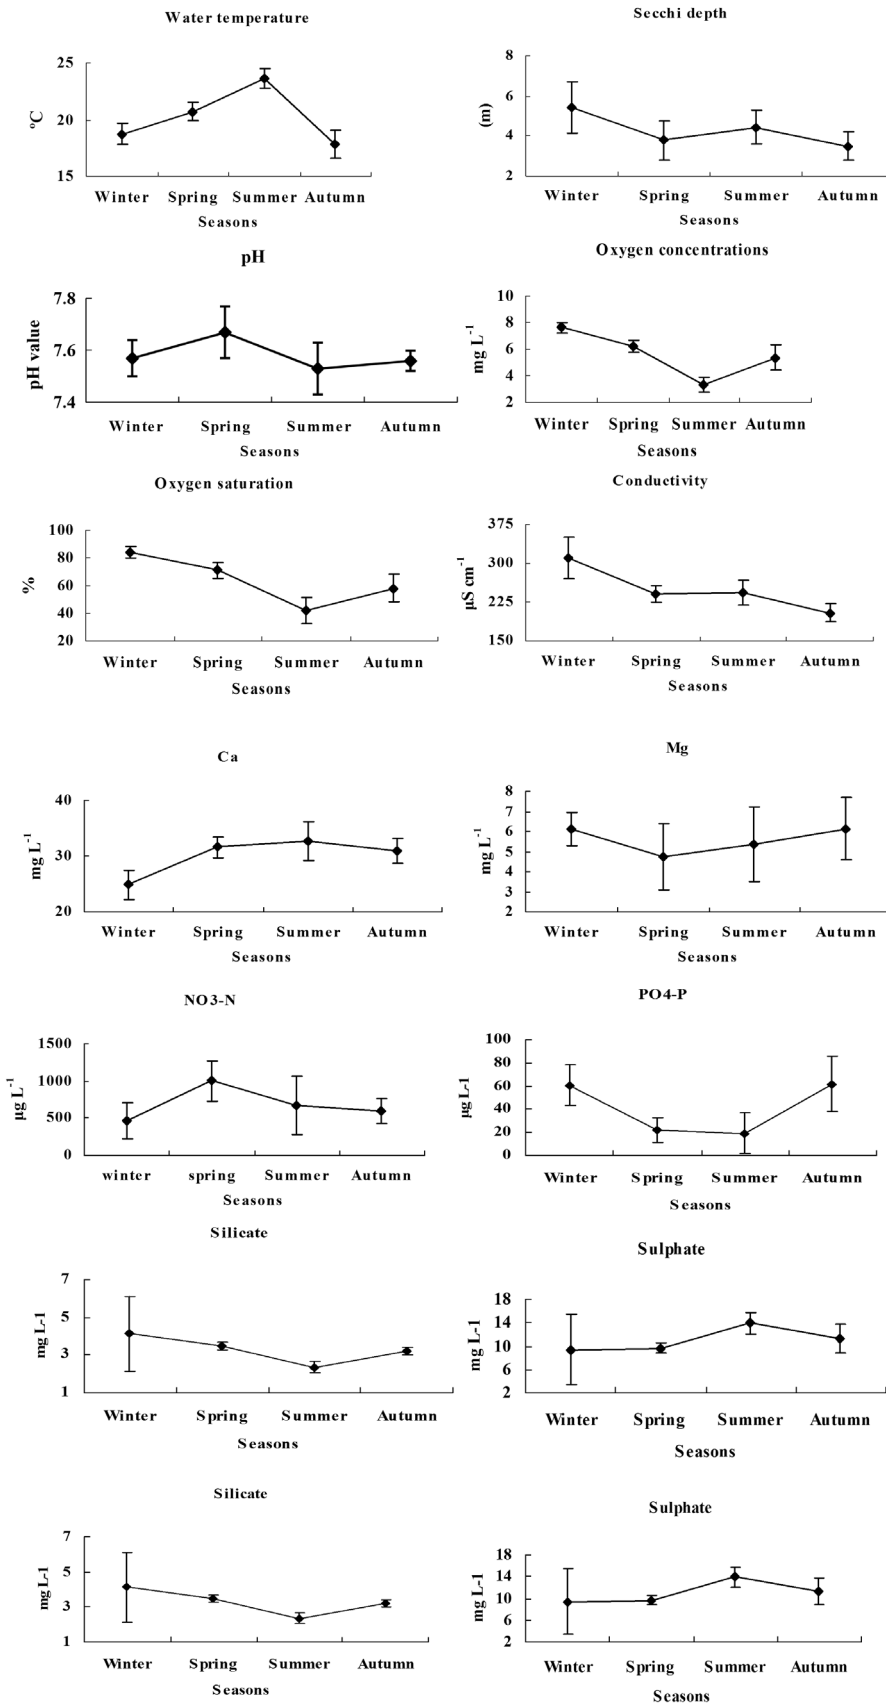 Water temperature
25
20
15
ºC
Winter Spring Summer Autumn
Seasons
Secchi depth
8
6
4
2
(m)
Winter Spring Summer Autumn
Seasons
pH
7.8
7.6
7.4
pH value
Winter Spring Summer Autumn
Seasons
Oxygen concentrations
10
8
6
4
2
mg L-1
Winter Spring Summer Autumn
Seasons
Oxygen saturation
100
80
60
40
20
%
Winter Spring Summer Autumn
Seasons
Conductivity
375
300
225
150
µS cm-1
Winter Spring Summer Autumn
Seasons
Ca
40
30
20
mg L-1
Winter Spring Summer Autumn
Seasons
Mg
8
7
6
5
4
3
2
mg L-1
Winter Spring Summer Autumn
Seasons
NO3-N
1500
1000
500
0
µg L-1
winter spring Summer Autumn
Seasons
PO4-P
100
80
60
40
20
0
µg L-1
Winter Spring Summer Autumn
Seasons
Silicate
7
5
3
1
mg L-1
Winter Spring Summer Autumn
Seasons
Sulphate
18
14
10
6
2
mg L-1
Winter Spring Summer Autumn
Seasons
Silicate
7
5
3
1
mg L-1
Winter Spring Summer Autumn
Seasons
Sulphate
18
14
10
6
2
mg L-1
Winter Spring Summer Autumn
Seasons